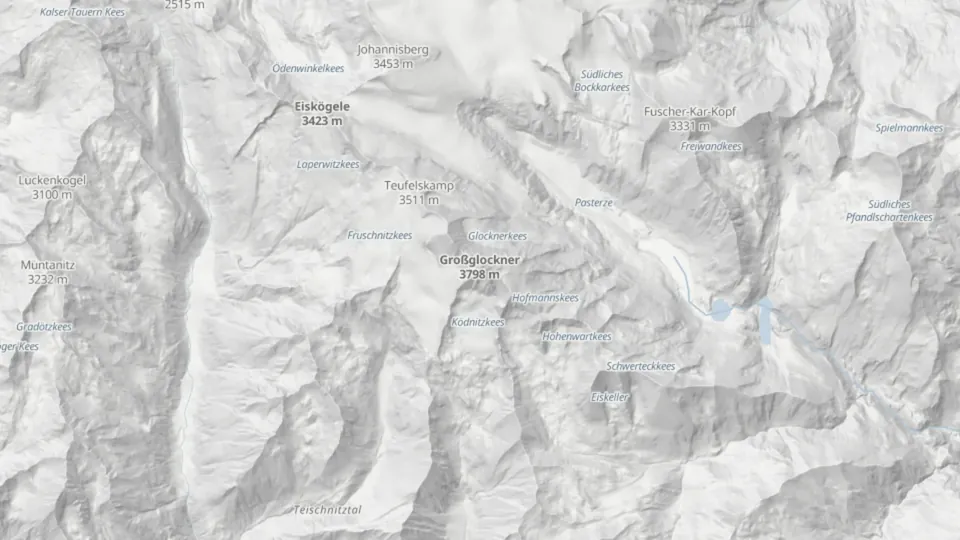 2515 m
Kalser Tauern Kees
Johannisberg
3453 m
Ödenwinkelkees
Südliches
Bockkarkees
Eiskögele
3423 m
Fuscher-Kar-Kopf
3331 m
Spielmannkees
Freiwandkees
Laperwitzkees
Luckenkogel
3100 m
Teufelskamp
3511 m
Pasterze
Südliches
Pfandlschartenkees
Fruschnitzkees
Glocknerkees
Großglockner
3798 m
Muntanitz
3232 m
Hofmannskees
Gradötzkees
Ködnitzkees
Hohenwartkees
ger Kees
Schwerteckkees
Eiskeller
Teischnitztal